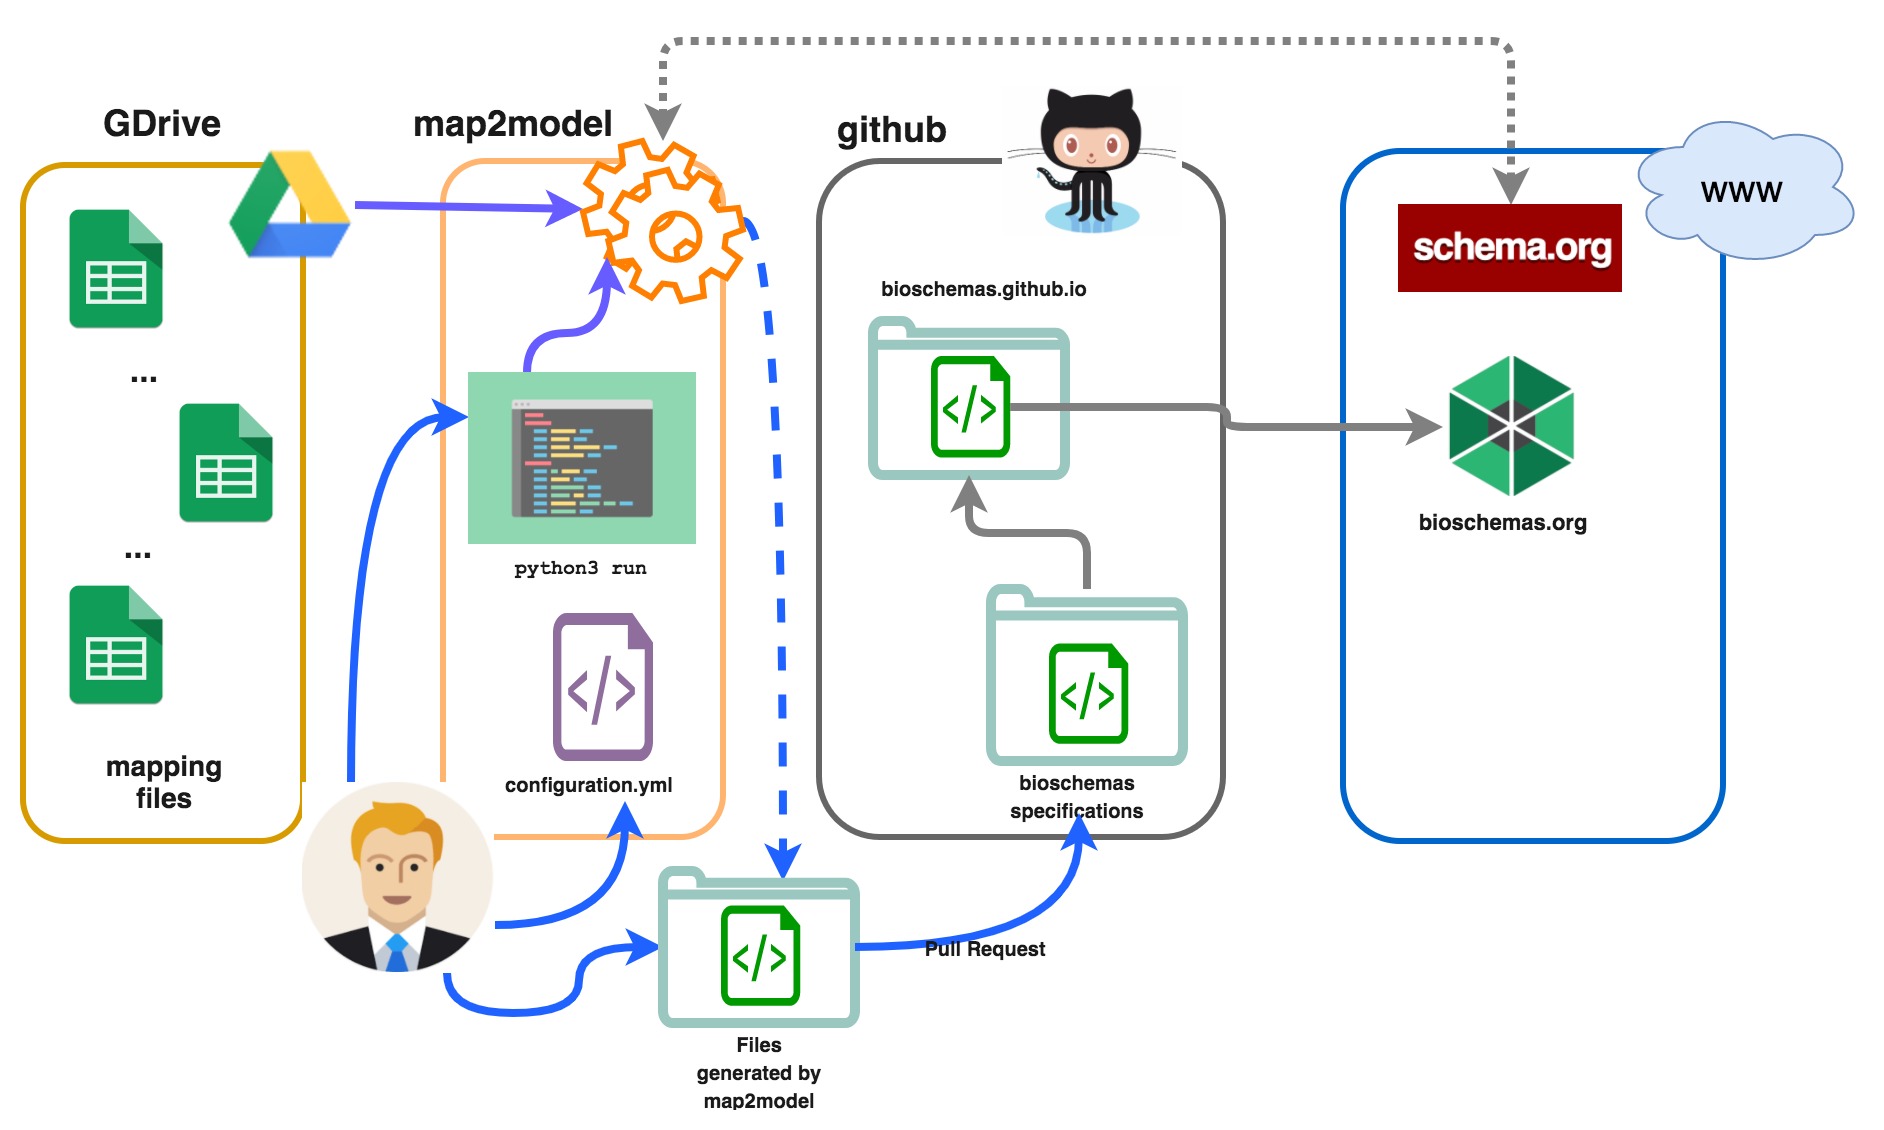 GDrive
map2model
github
www
schema.org
bioschemas.github.io
...
...
bioschemas.org
python3 run
mapping
files
configuration.yml
bioschemas
specifications
Pull Request
Files
generated by
map2model